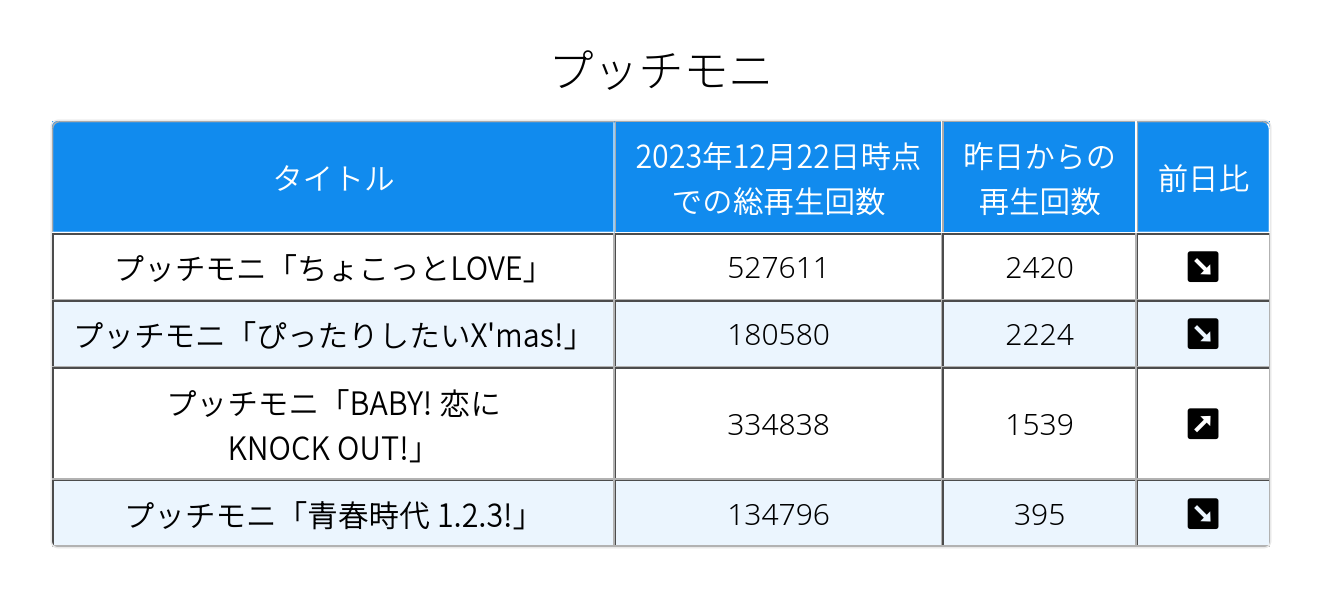 プッチモニ
タイトル
2023年12月22日時点
での総再生回数
昨日からの
再生回数
前日比
プッチモニ「ちょこっとLOVE」
527611
2420
プッチモニ「ぴったりしたいX'mas!」
180580
2224
プッチモニ「BABY! 恋に
KNOCK OUT!」
334838
1539
プッチモニ「青春時代 1.2.3!」
134796
395